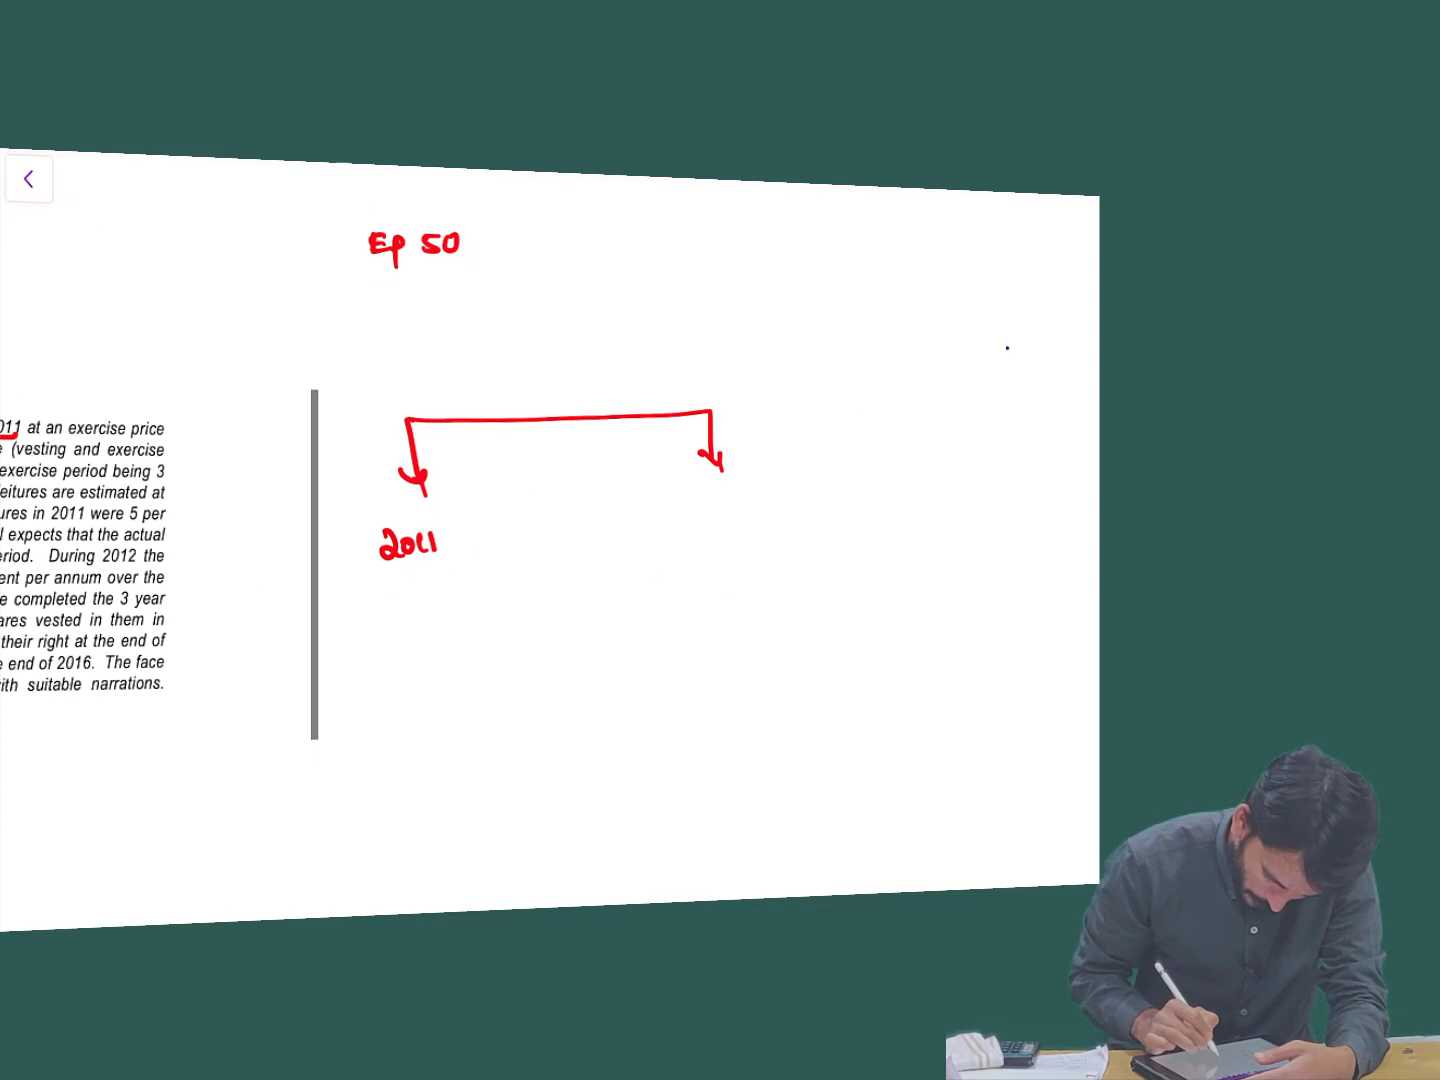 Ep 50
011 at an exercise price
(vesting and exercise
exercise period being 3
feitures are estimated at
ures in 2011 were 5 per
l expects that the actual
eriod. During 2012 the
ent per annum over the
e completed the 3 year
ares vested in them in
their right at the end of
e end of 2016. The face
ith suitable narrations.
2011